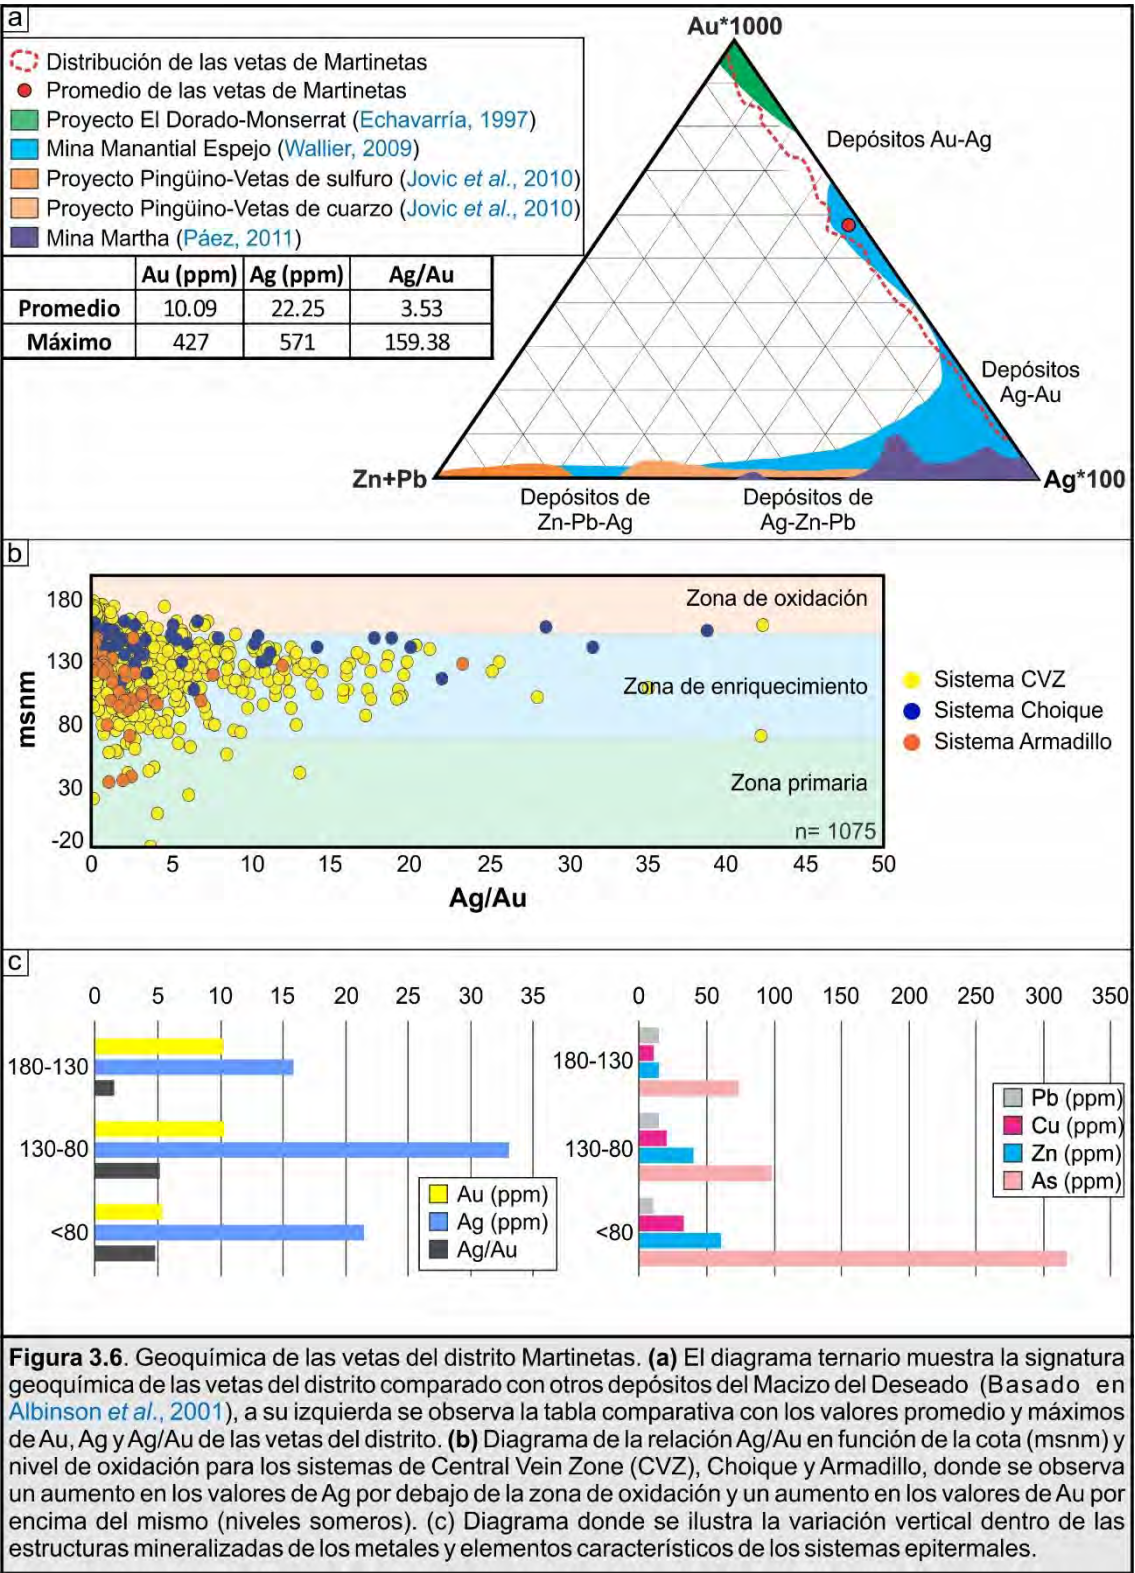 a
Au*1000
Distribución de las vetas de Martinetas
Promedio de las vetas de Martinetas
Proyecto El Dorado-Monserrat (Echavarría, 1997)
Mina Manantial Espejo (Wallier, 2009)
Proyecto Pingüino-Vetas de sulfuro (Jovic et al., 2010)
Proyecto Pingüino-Vetas de cuarzo (Jovic et al., 2010)
Mina Martha (Páez, 2011)
Au (ppm) Ag (ppm) Ag/Au
Promedio 10.09 22.25 3.53
Máximo 427 571 159.38
Depósitos Au-Ag
Depósitos
Ag-Au
Zn+Pb
Ag*100
Depósitos de
Zn-Pb-Ag
Depósitos de
Ag-Zn-Pb
b
msnm
180
130
80
30
-20
Zona de oxidación
Zona de enriquecimiento
Zona primaria
n= 1075
0 5 10 15 20 25 30 35 40 45 50
Ag/Au
Sistema CVZ
Sistema Choique
Sistema Armadillo
c
0 5 10 15 20 25 30 35
180-130
130-80
<80
Au (ppm)
Ag (ppm)
Ag/Au
0 50 100 150 200 250 300 350
180-130
130-80
<80
Pb (ppm)
Cu (ppm)
Zn (ppm)
As (ppm)
Figura 3.6. Geoquímica de las vetas del distrito Martinetas. (a) El diagrama ternario muestra la signatura
geoquímica de las vetas del distrito comparado con otros depósitos del Macizo del Deseado (Basado en
Albinson et al., 2001), a su izquierda se observa la tabla comparativa con los valores promedio y máximos
de Au, Ag y Ag/Au de las vetas del distrito. (b) Diagrama de la relación Ag/Au en función de la cota (msnm) y
nivel de oxidación para los sistemas de Central Vein Zone (CVZ), Choique y Armadillo, donde se observa
un aumento en los valores de Ag por debajo de la zona de oxidación y un aumento en los valores de Au por
encima del mismo (niveles someros). (c) Diagrama donde se ilustra la variación vertical dentro de las
estructuras mineralizadas de los metales y elementos característicos de los sistemas epitermales.